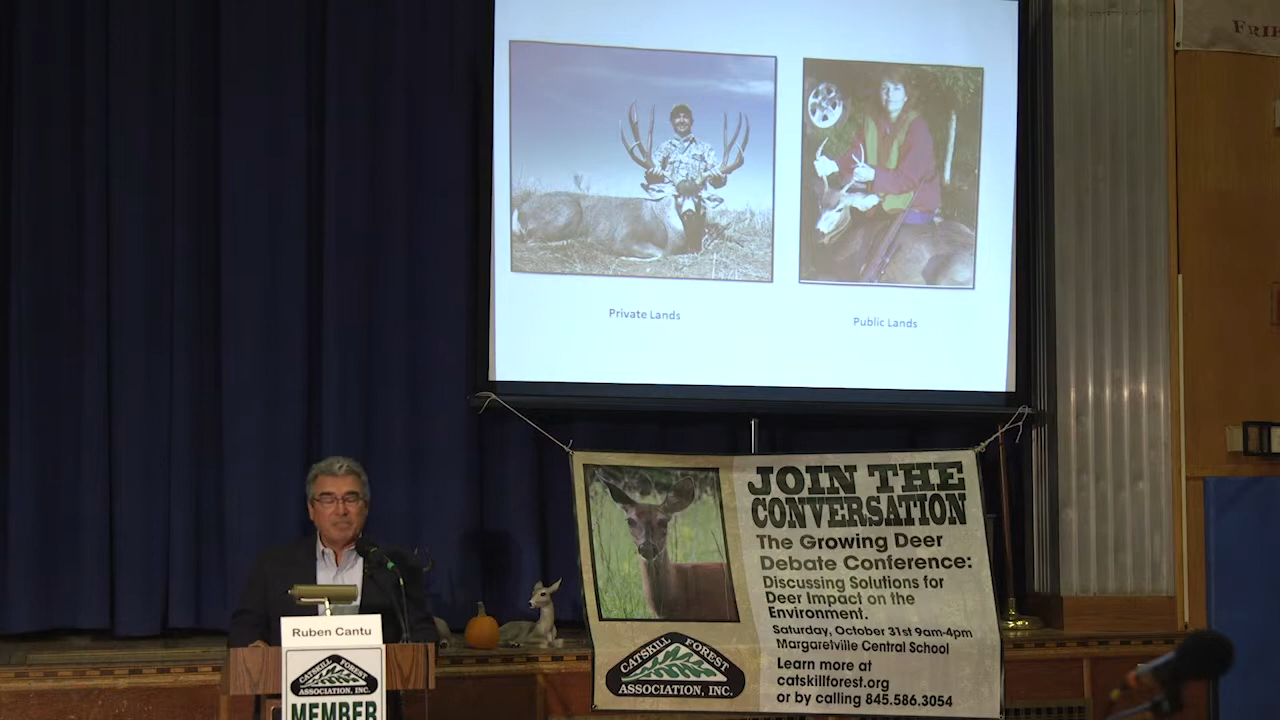 FRIE
Private Lands
Public Lands
JOIN THE
CONVERSATION
The Growing Deer
Debate Conference:
Discussing Solutions for
Deer Impact on the
Environment.
Saturday, October 31st 9am-4pm
Margaretville Central School
Learn more at
catskillforest.org
or by calling 845.586.3054
CATSKILL FOREST
ASSOCIATION, INC.
Ruben Cantu
CATSKILL FOREST
ASSOCIATION, INC.
MEMBER